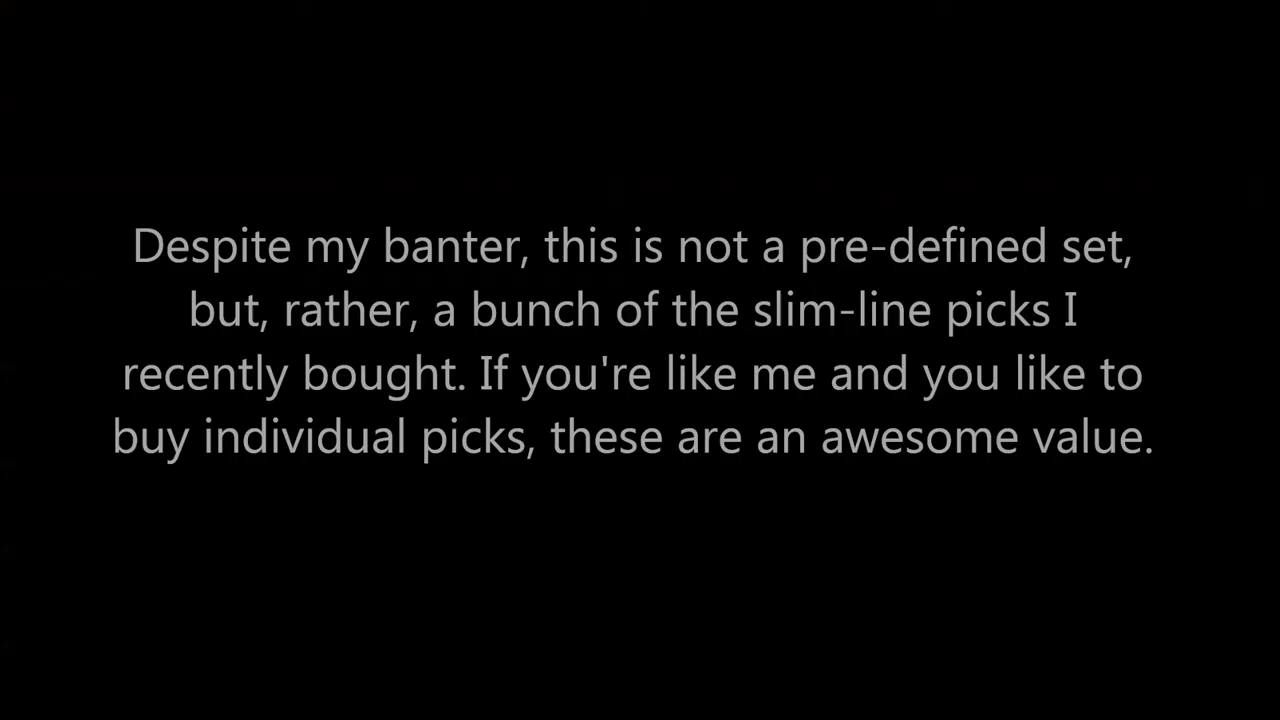 Despite my banter, this is not a pre-defined set,
but, rather, a bunch of the slim-line picks I
recently bought. If you're like me and you like to
buy individual picks, these are an awesome value.